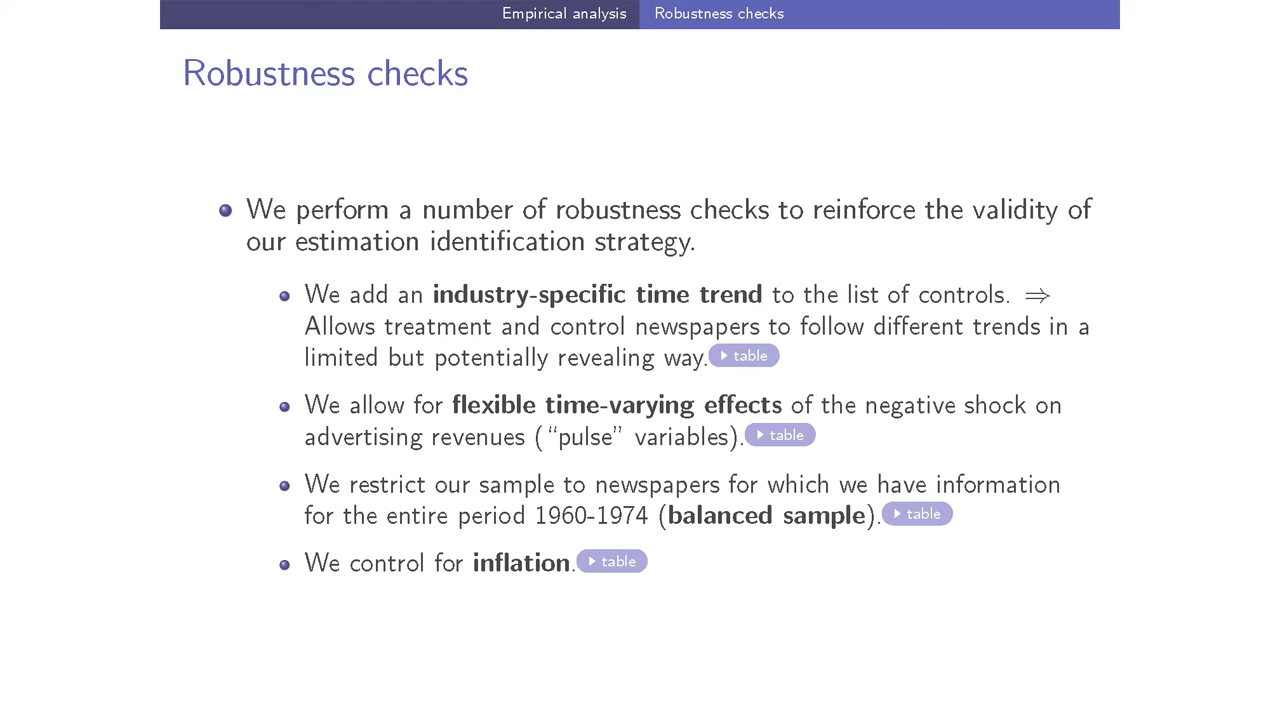 Empirical analysis Robustness checks
Robustness checks
We perform a number of robustness checks to reinforce the validity of
our estimation identification strategy.
We add an industry-specific time trend to the list of controls. ⇒
Allows treatment and control newspapers to follow different trends in a
limited but potentially revealing way. table
We allow for flexible time-varying effects of the negative shock on
advertising revenues (“pulse” variables). table
We restrict our sample to newspapers for which we have information
for the entire period 1960-1974 (balanced sample). table
We control for inflation. table